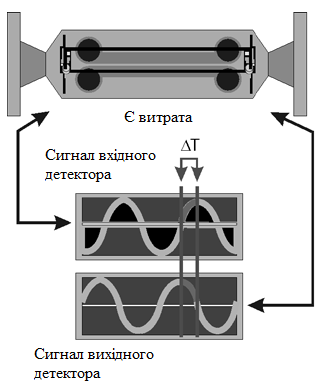 Є витрата
ΔT
Сигнал вхідного
детектора
Сигнал вихідного
детектора